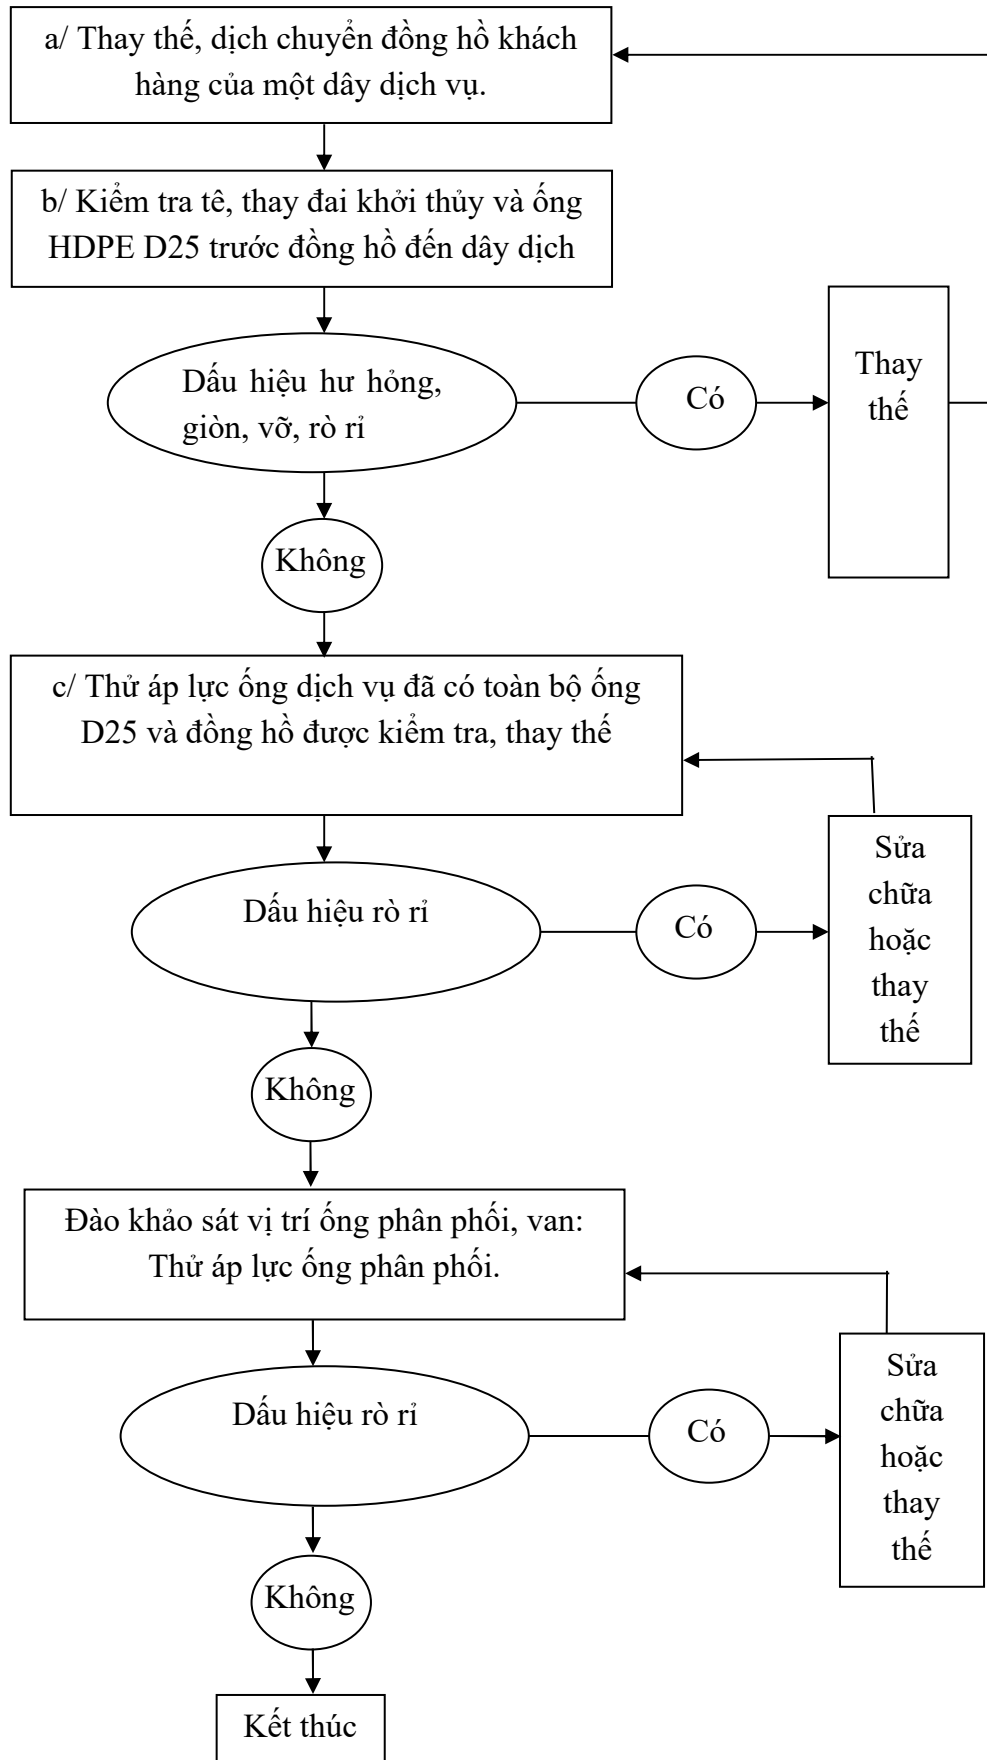 a/ Thay thế, dịch chuyển đồng hồ khách
hàng của một dây dịch vụ.
b/ Kiểm tra tê, thay đai khởi thủy và ống
HDPE D25 trước đồng hồ đến dây dịch
Dấu hiệu hư hỏng,
giòn, vỡ, rò rỉ
Có
Thay
thế
Không
c/ Thử áp lực ống dịch vụ đã có toàn bộ ống
D25 và đồng hồ được kiểm tra, thay thế
Dấu hiệu rò rỉ
Có
Sửa
chữa
hoặc
thay
thế
Không
Đào khảo sát vị trí ống phân phối, van:
Thử áp lực ống phân phối.
Dấu hiệu rò rỉ
Có
Sửa
chữa
hoặc
thay
thế
Không
Kết thúc